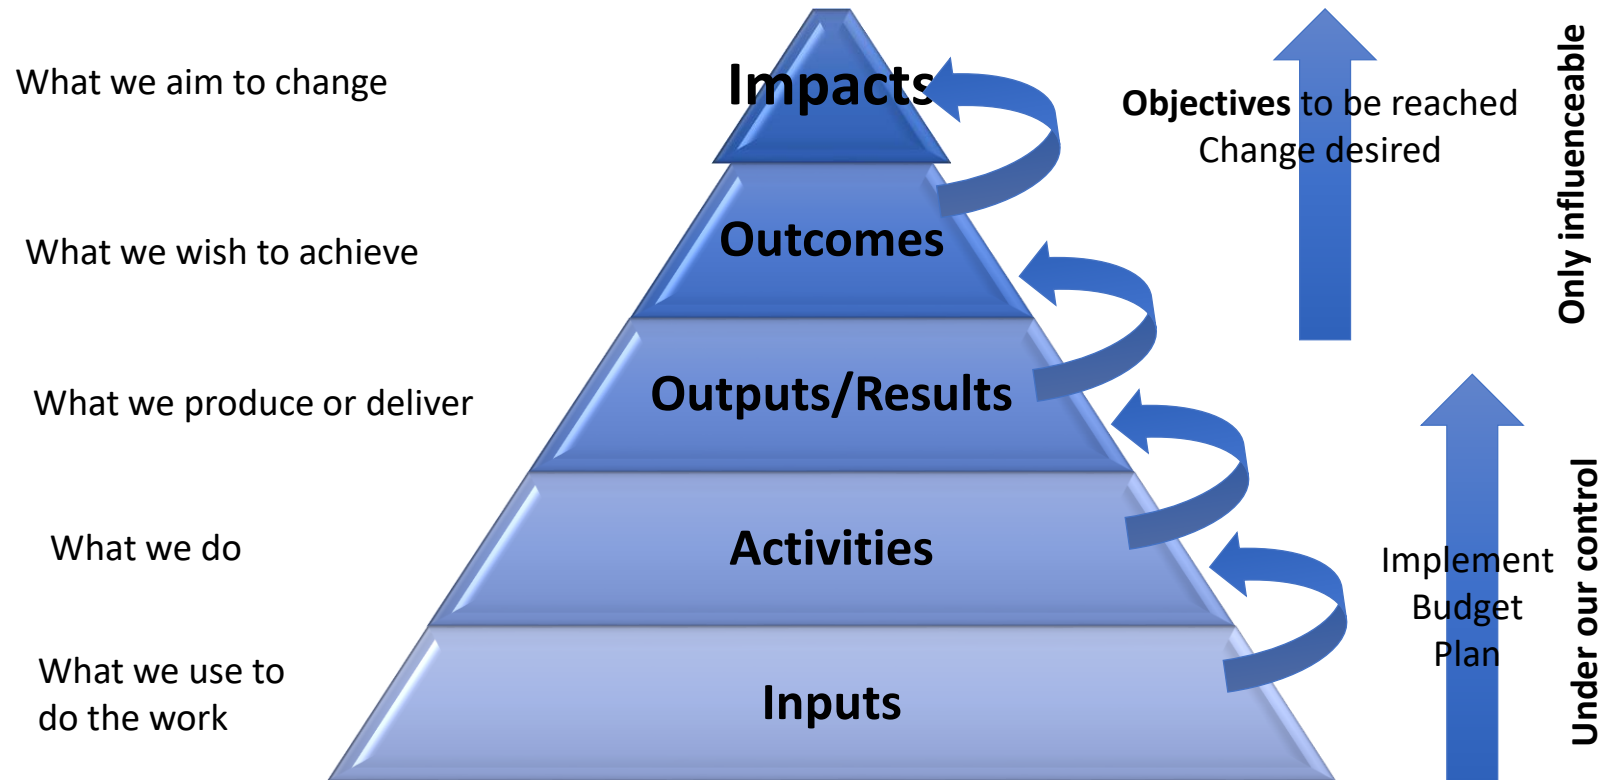 What we aim to change
Impacts
Objectives to be reached
Change desired
Only influenceable
What we wish to achieve
Outcomes
What we produce or deliver
Outputs/Results
What we do
Activities
Implement
Budget
Plan
Under our control
What we use to
do the work
Inputs